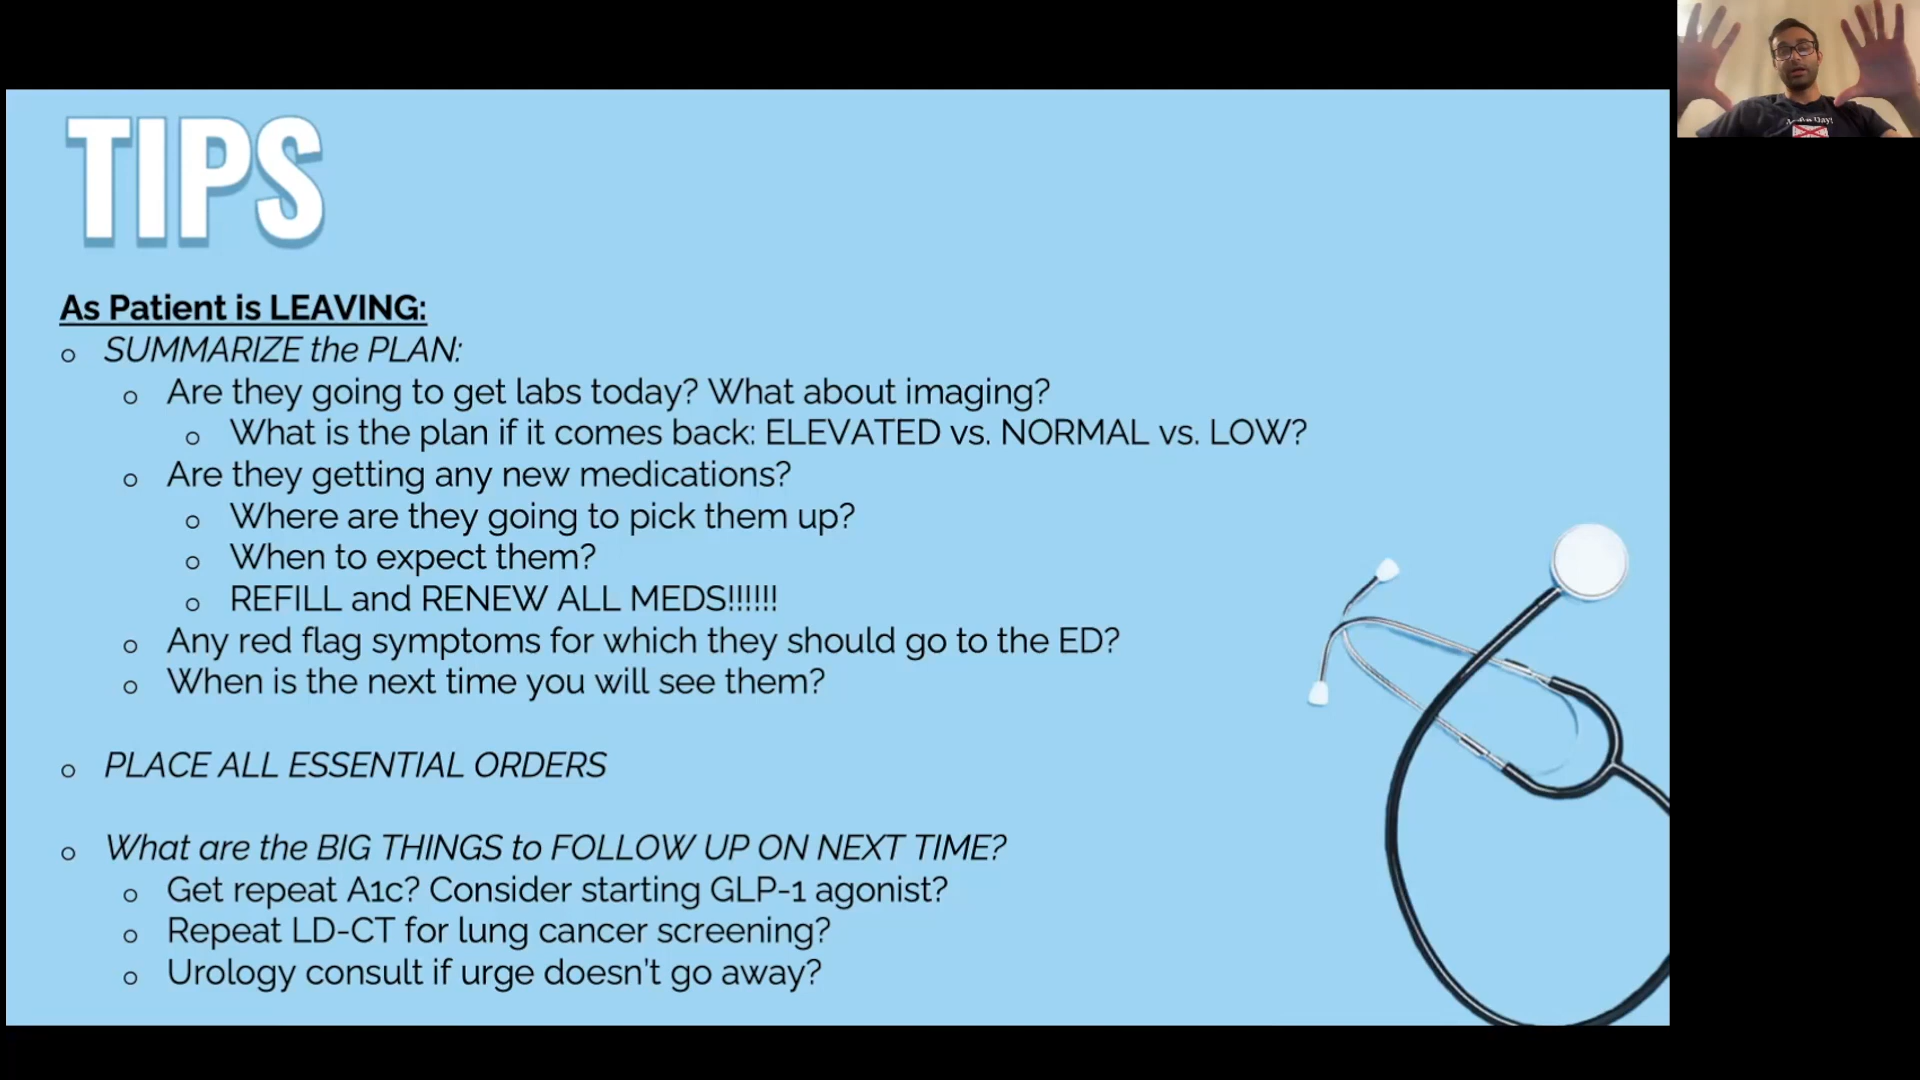 TIPS
As Patient is LEAVING:
o SUMMARIZE the PLAN:
o Are they going to get labs today? What about imaging?
o What is the plan if it comes back: ELEVATED vs. NORMAL vs. LOW?
o Are they getting any new medications?
o Where are they going to pick them up?
o When to expect them?
o REFILL and RENEW ALL MEDS!!!!!!
o Any red flag symptoms for which they should go to the ED?
o When is the next time you will see them?
o PLACE ALL ESSENTIAL ORDERS
o What are the BIG THINGS to FOLLOW UP ON NEXT TIME?
o Get repeat A1c? Consider starting GLP-1 agonist?
o Repeat LD-CT for lung cancer screening?
o Urology consult if urge doesn't go away?